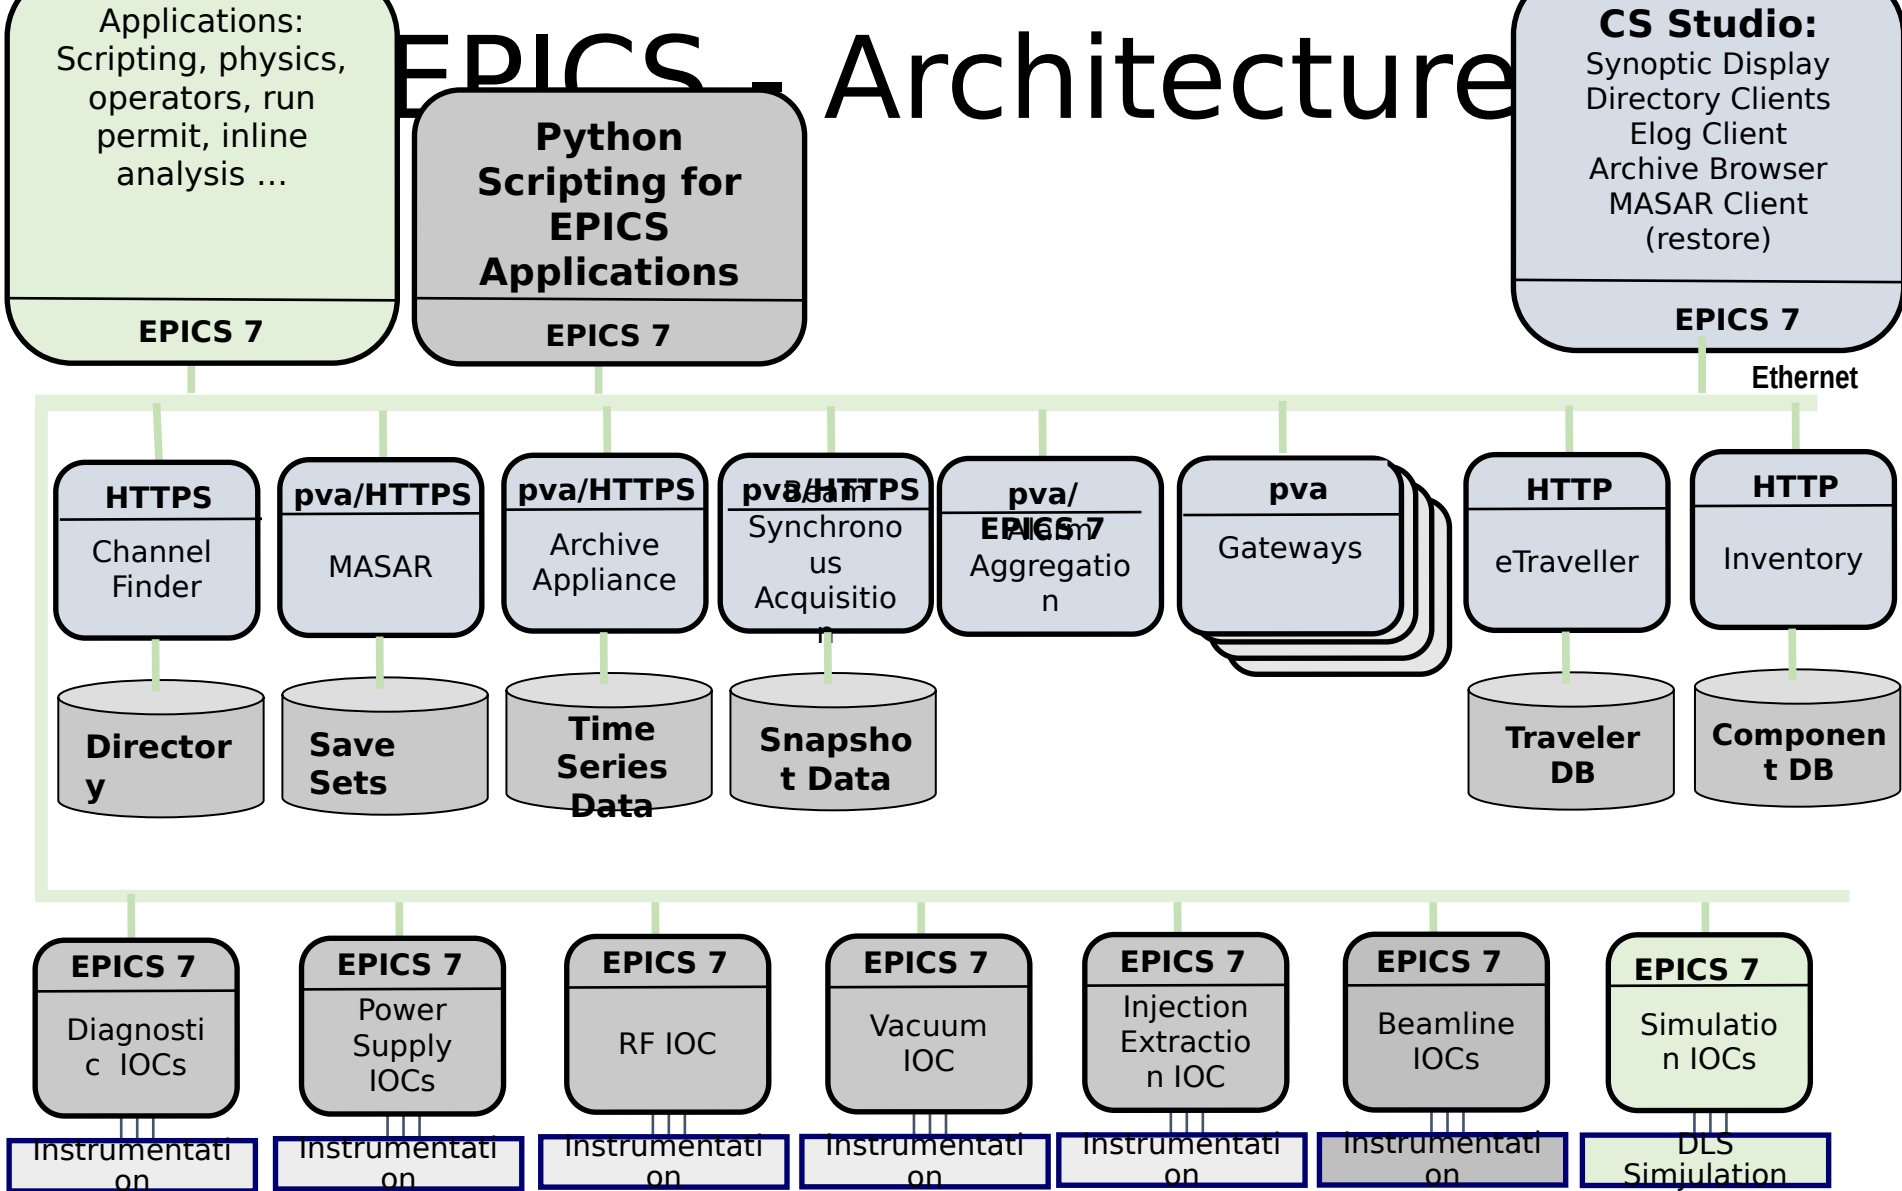 EPICS - Architecture
Applications:
Scripting, physics,
operators, run
permit, inline
analysis ...
EPICS 7
Python
Scripting for
EPICS
Applications
EPICS 7
CS Studio:
Synoptic Display
Directory Clients
Elog Client
Archive Browser
MASAR Client
(restore)
EPICS 7
Ethernet
HTTPS
Channel
Finder
pva/HTTPS
MASAR
pva/HTTPS
Archive
Appliance
pva/HTTPS
Beam
Synchrono
us
Acquisitio
n
pva/
EPICS 7
Alarm
Aggregatio
n
pva
Gateways
HTTP
eTraveller
HTTP
Inventory
Director
y
Save
Sets
Time
Series
Data
Snapsho
t Data
Traveler
DB
Componen
t DB
EPICS 7
Diagnosti
c IOCs
EPICS 7
Power
Supply
IOCs
EPICS 7
RF IOC
EPICS 7
Vacuum
IOC
EPICS 7
Injection
Extractio
n IOC
EPICS 7
Beamline
IOCs
EPICS 7
Simulatio
n IOCs
Instrumentati
on
Instrumentati
on
Instrumentati
on
Instrumentati
on
Instrumentati
on
Instrumentati
on
DLS
Simjulation